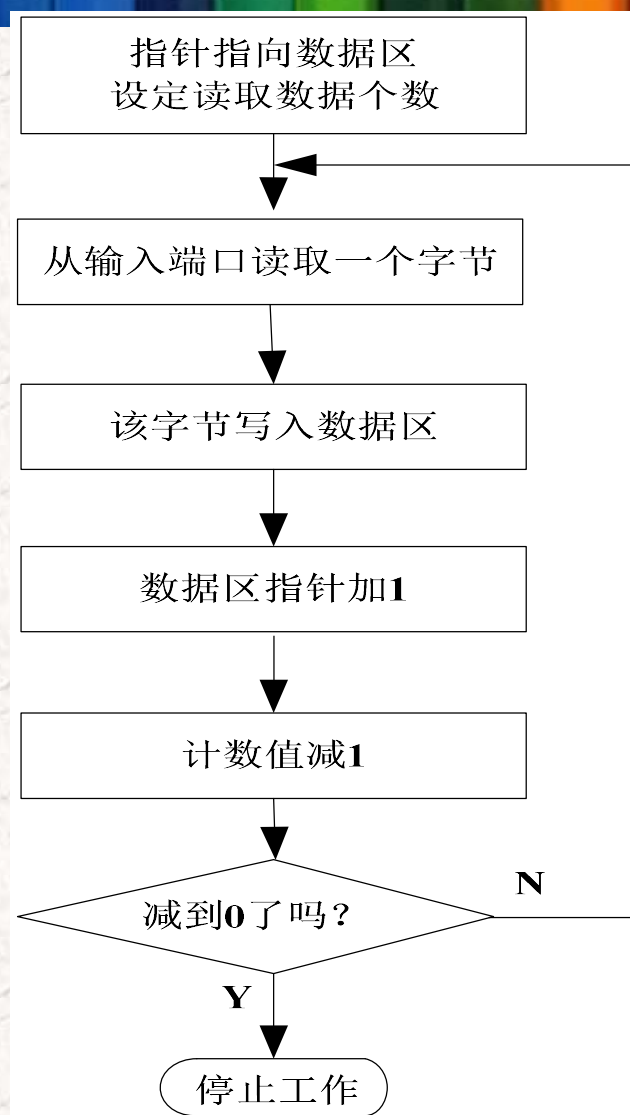 指针指向数据区
设定读取数据个数
从输入端口读取一个字节
该字节写入数据区
数据区指针加1
计数值减1
减到0了吗?
N
Y
停止工作